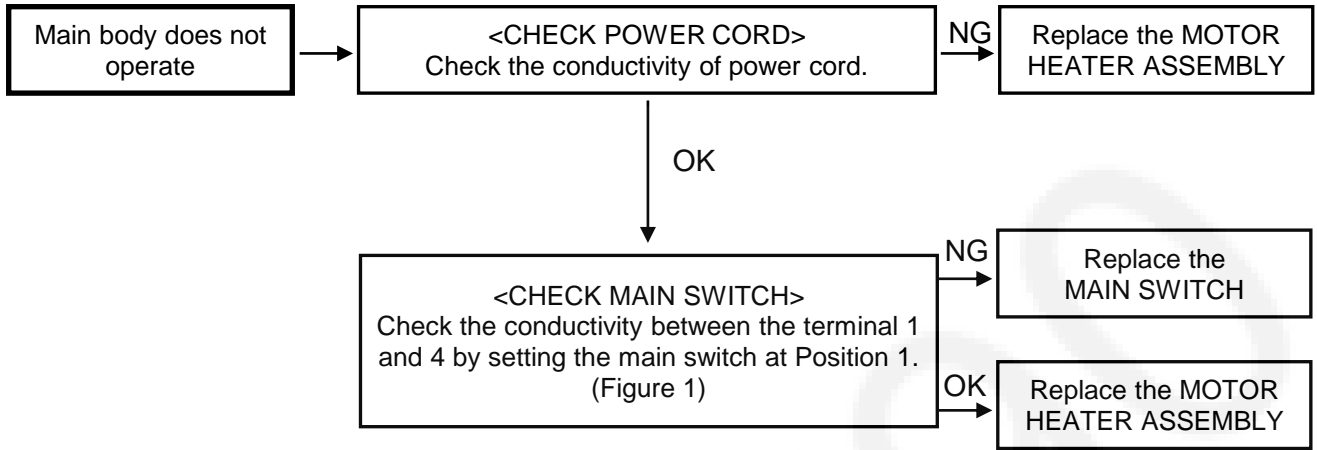 Main body does not
operate
<CHECK POWER CORD>
Check the conductivity of power cord.
NG
Replace the MOTOR
HEATER ASSEMBLY
OK
<CHECK MAIN SWITCH>
Check the conductivity between the terminal 1
and 4 by setting the main switch at Position 1.
(Figure 1)
NG
Replace the
MAIN SWITCH
OK
Replace the MOTOR
HEATER ASSEMBLY